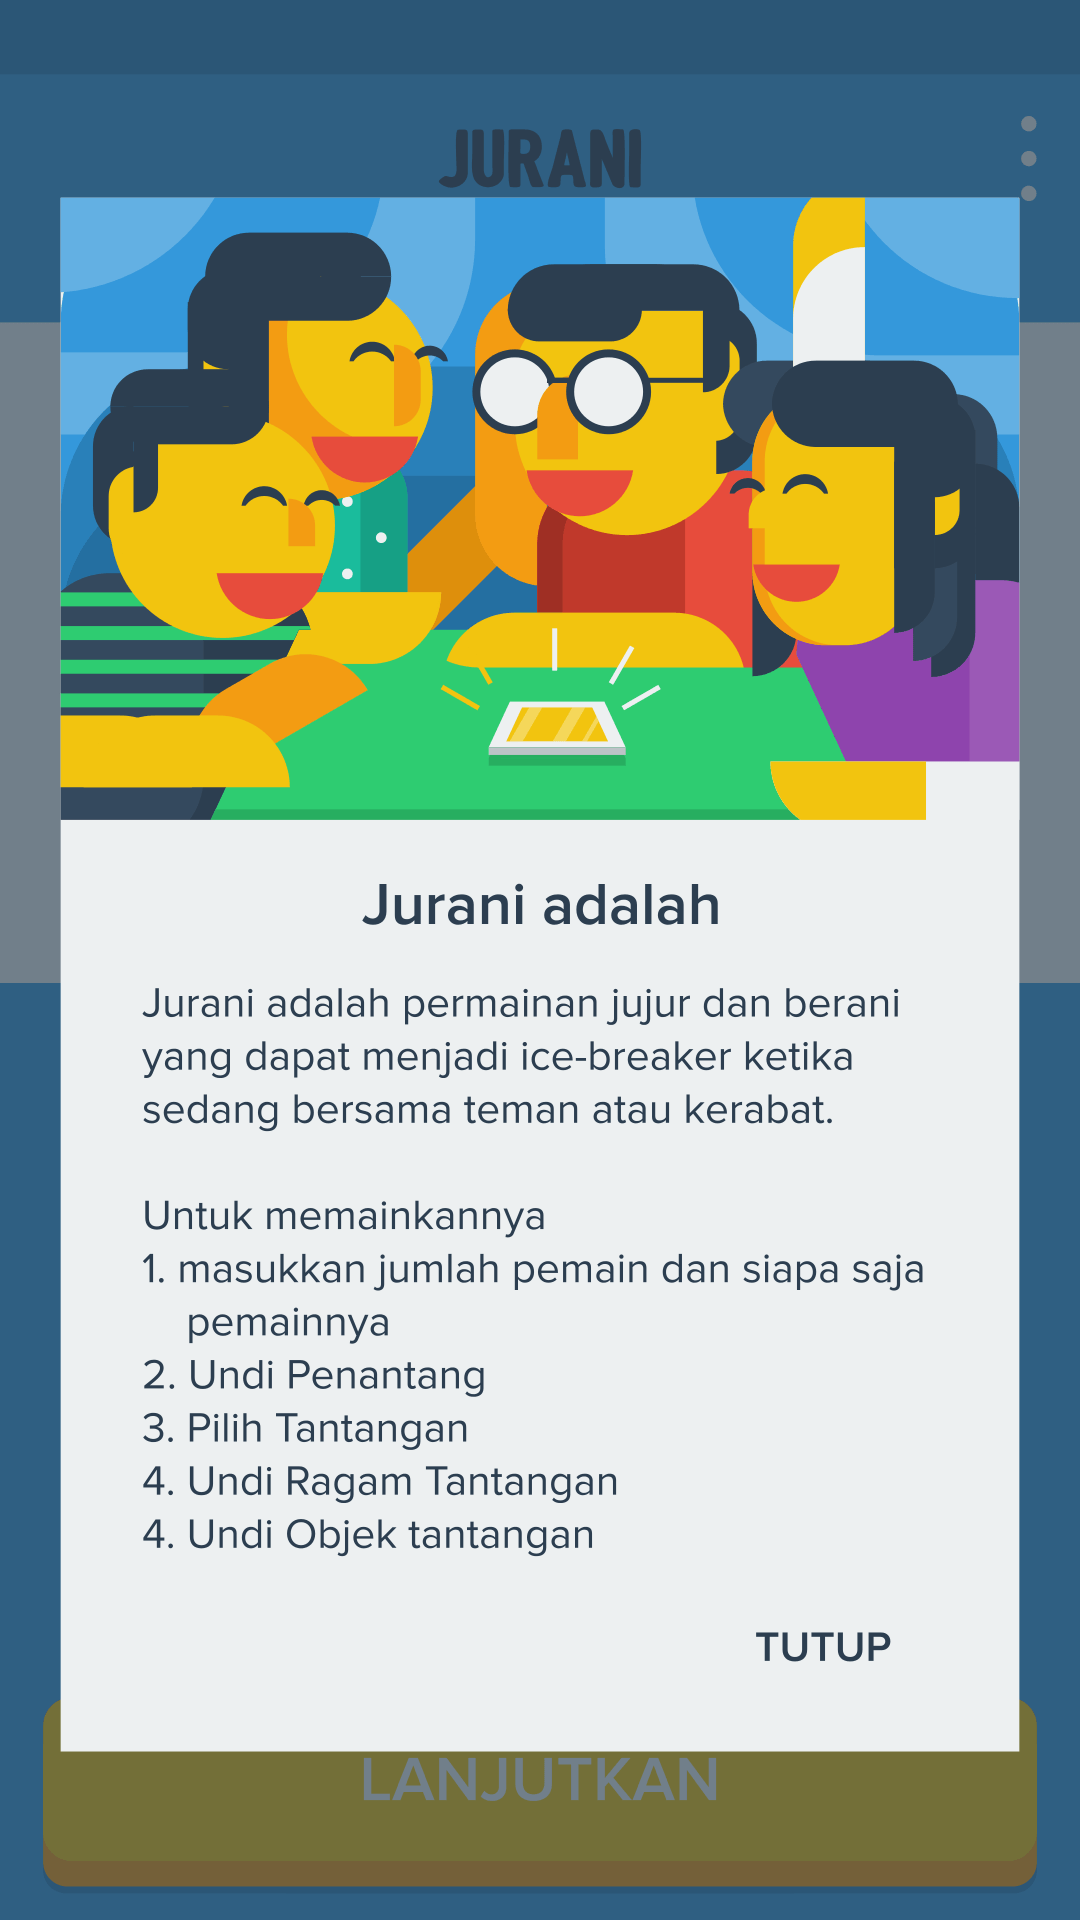 JURANI
Jurani adalah
Jurani adalah permainan jujur dan berani
yang dapat menjadi ice-breaker ketika
sedang bersama teman atau kerabat.
Untuk memainkannya
1. masukkan jumlah pemain dan siapa saja
pemainnya
2. Undi Penantang
3. Pilih Tantangan
4. Undi Ragam Tantangan
4. Undi Objek tantangan
TUTUP
LANJUTKAN